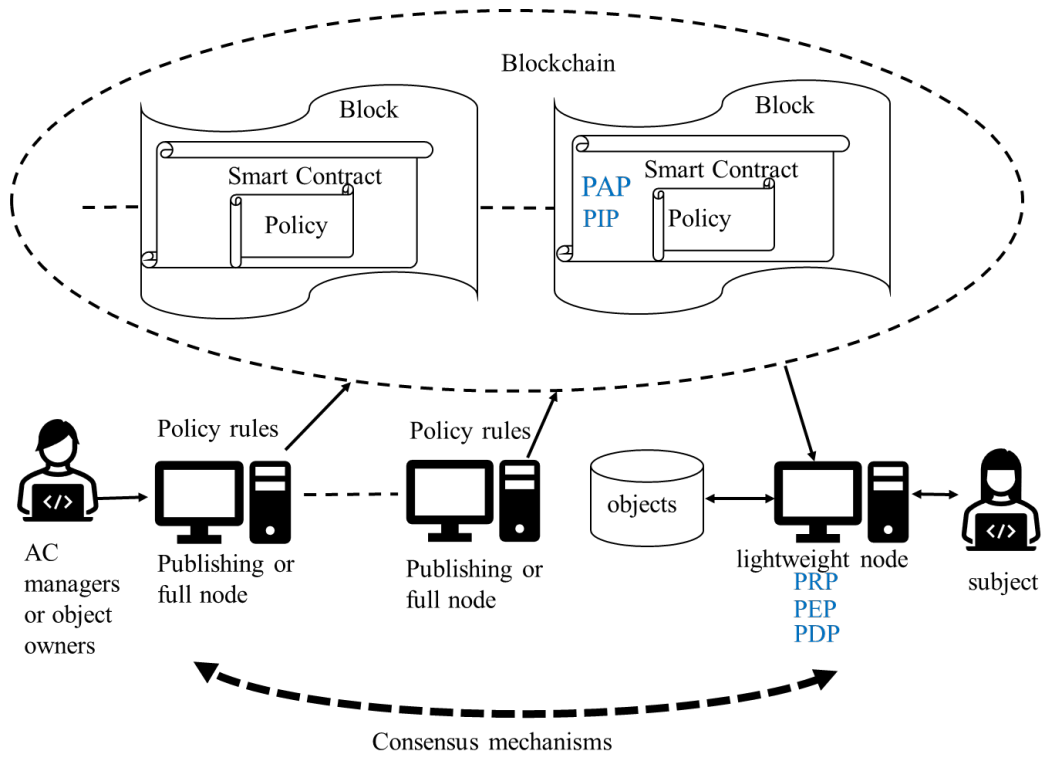 Blockchain
Block
Smart Contract
Policy
Block
Smart Contract
PAP
PIP
Policy
Policy rules
Policy rules
</>
objects
</>
AC
managers
or object
owners
Publishing or
full node
Publishing or
full node
lightweight node
PRP
PEP
PDP
subject
Consensus mechanisms